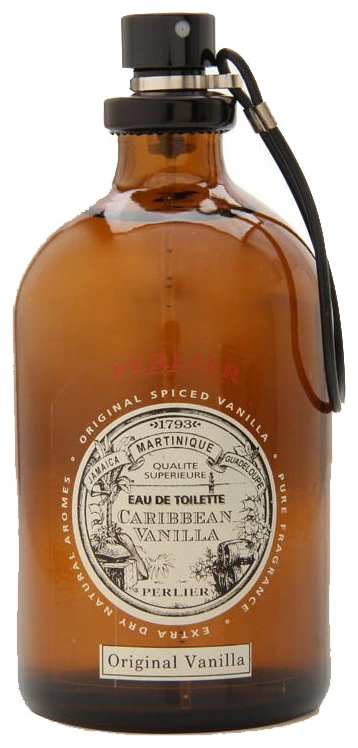 PERLIER
ORIGINAL SPICED VANILLA • PURE FRAGRANCE • EXTRA DRY NATURAL AROMES •
1793
JAMAICA MARTINIQUE GUADELOUPE
QUALITE
SUPERIEURE
EAU DE TOILETTE
CARIBBEAN
VANILLA
PERLIER
Original Vanilla